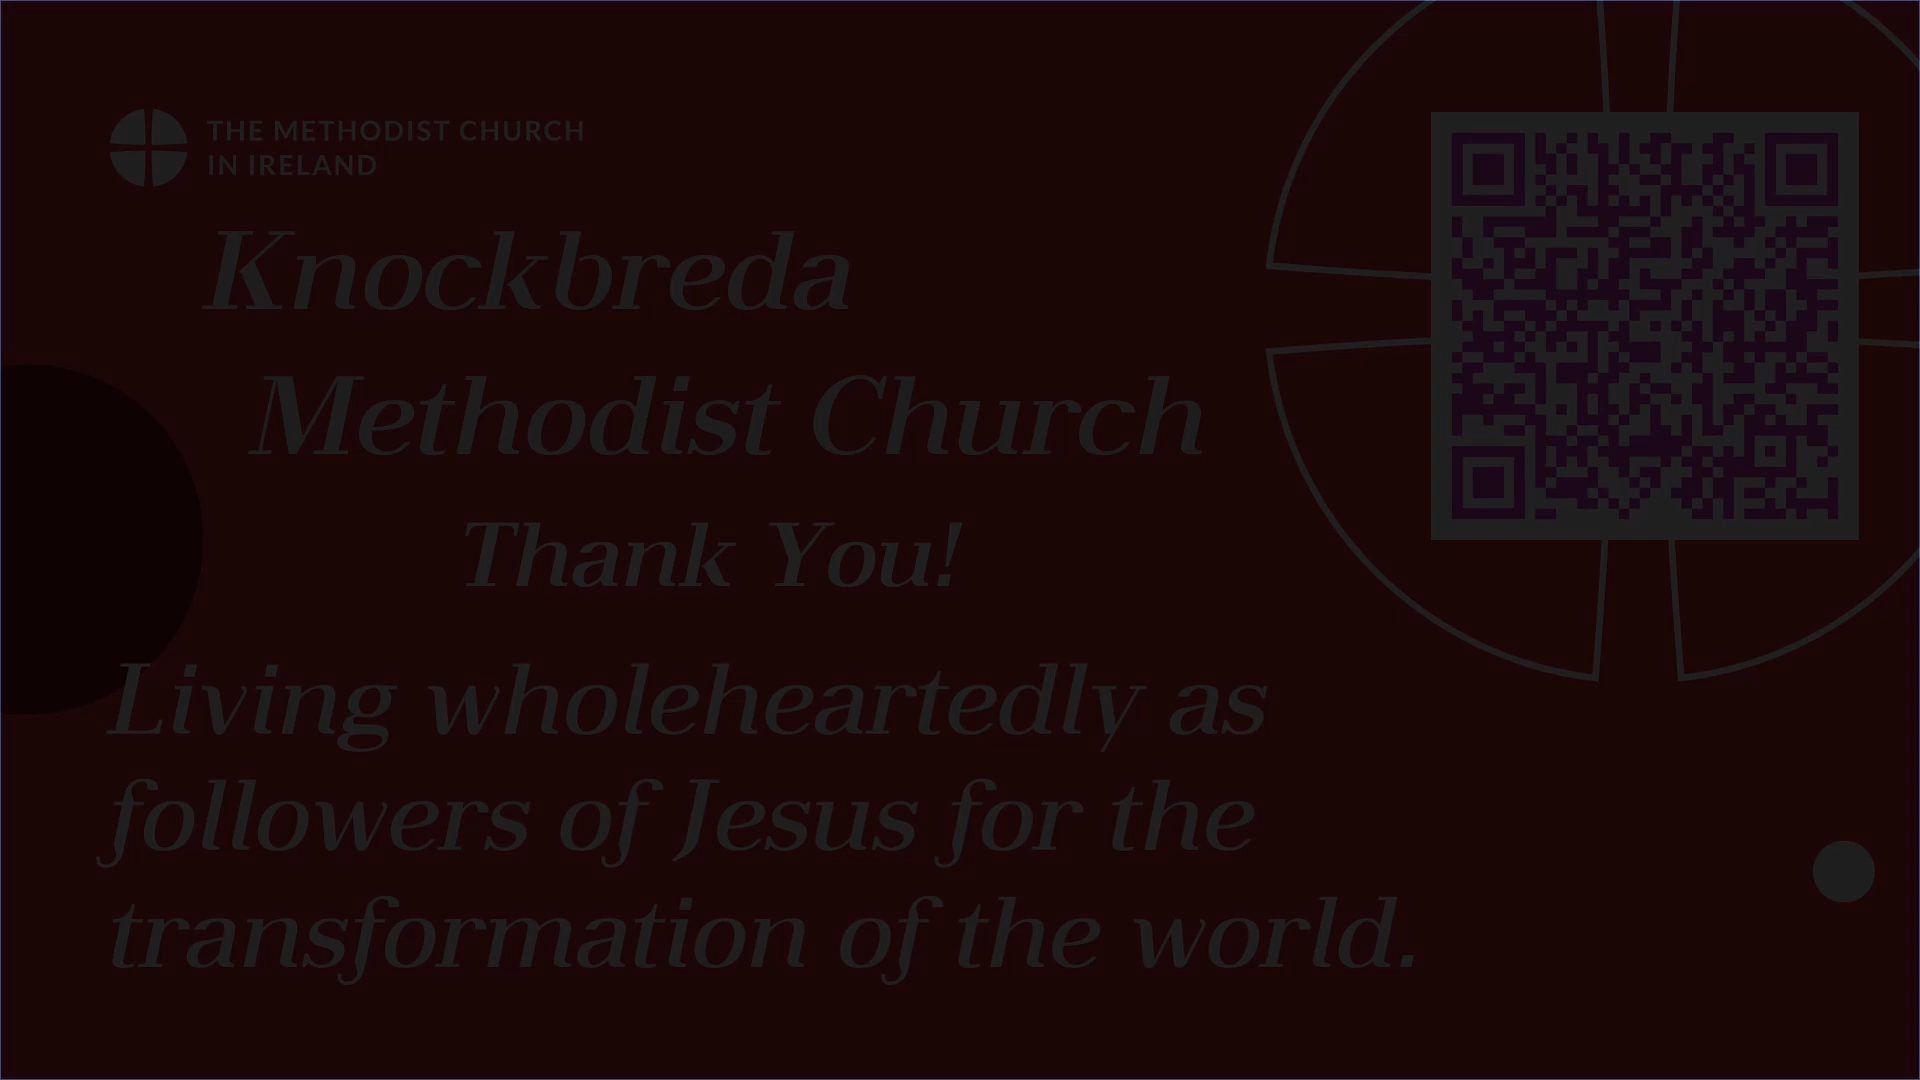 THE METHODIST CHURCH
IN IRELAND
Knockbreda
Methodist Church
Thank You!
Living wholeheartedly as
followers of Jesus for the
transformation of the world.